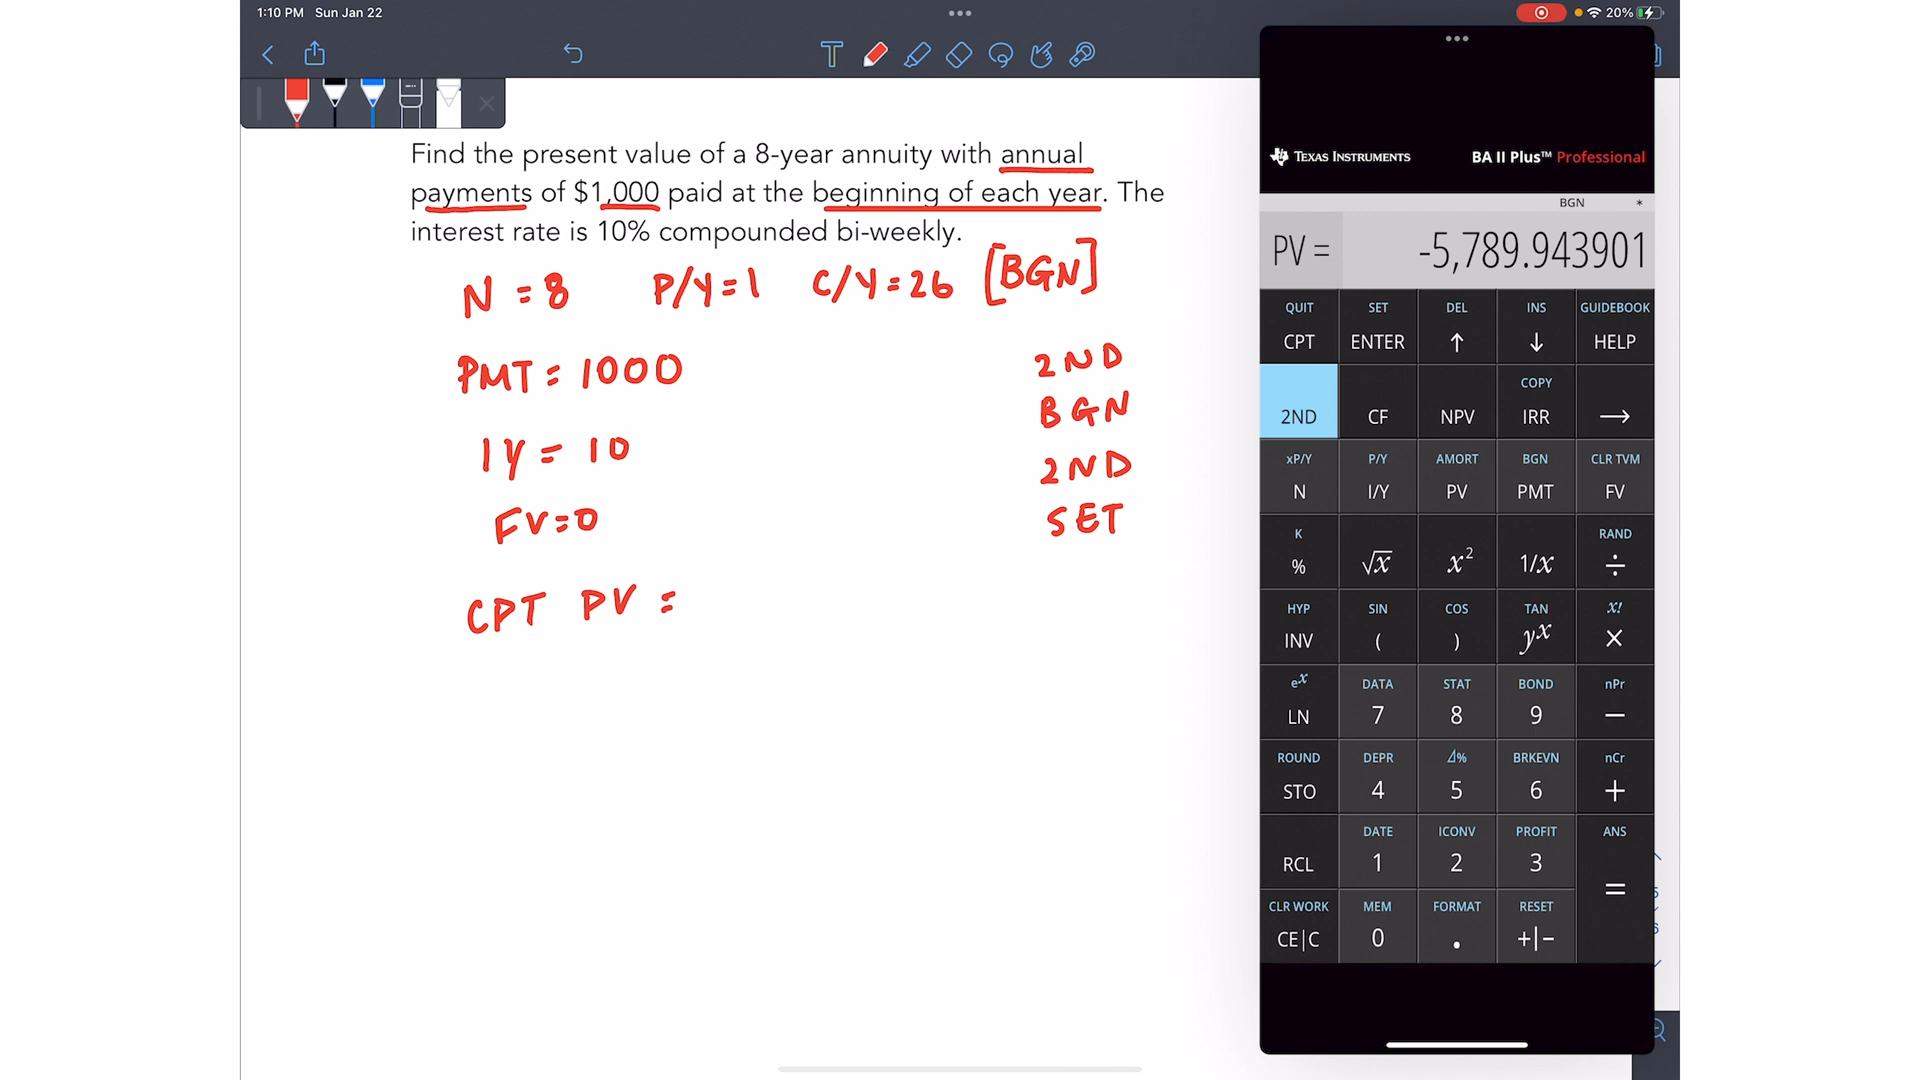 1:10 PM Sun Jan 22
20%
T
Find the present value of a 8-year annuity with annual
payments of $1,000 paid at the beginning of each year. The
interest rate is 10% compounded bi-weekly.
N = 8 P/Y = 1 C/Y = 26 [BGN]
PMT = 1000
IY = 10
FV = 0
CPT PV =
2ND
BGN
2ND
SET
TEXAS INSTRUMENTS BA II Plus™ Professional
BGN *
PV = -5,789.943901
QUIT SET DEL INS GUIDEBOOK
CPT ENTER ↑ ↓ HELP
COPY
2ND CF NPV IRR →
xP/Y P/Y AMORT BGN CLR TVM
N I/Y PV PMT FV
K RAND
% √x x² 1/x ÷
HYP SIN COS TAN x!
INV ( ) yˣ ×
eˣ DATA STAT BOND nPr
LN 7 8 9 −
ROUND DEPR Δ% BRKEVN nCr
STO 4 5 6 +
DATE ICONV PROFIT ANS
RCL 1 2 3 =
CLR WORK MEM FORMAT RESET
CE|C 0 . +|−